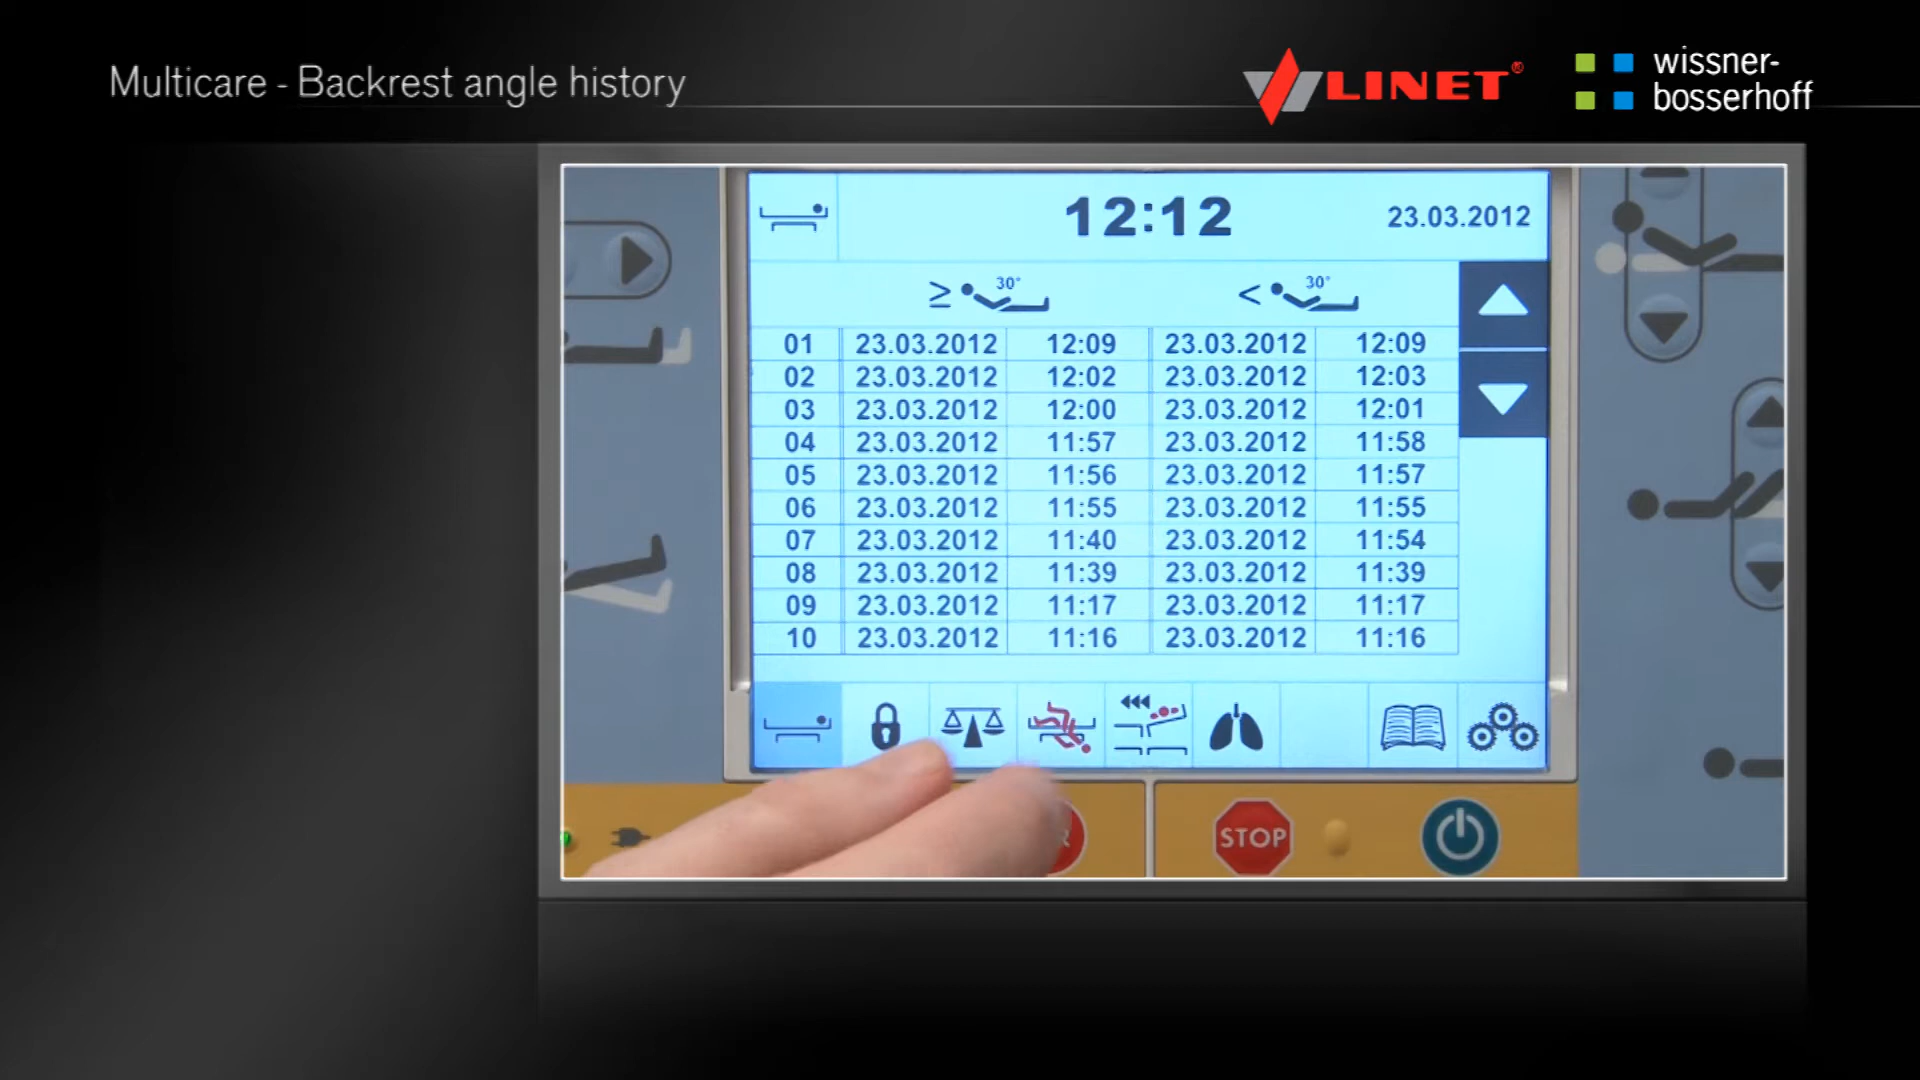 Multicare - Backrest angle history
LINET®
wissner-
bosserhoff
12:12
23.03.2012
≥ 30°
< 30°
01 23.03.2012 12:09 23.03.2012 12:09
02 23.03.2012 12:02 23.03.2012 12:03
03 23.03.2012 12:00 23.03.2012 12:01
04 23.03.2012 11:57 23.03.2012 11:58
05 23.03.2012 11:56 23.03.2012 11:57
06 23.03.2012 11:55 23.03.2012 11:55
07 23.03.2012 11:40 23.03.2012 11:54
08 23.03.2012 11:39 23.03.2012 11:39
09 23.03.2012 11:17 23.03.2012 11:17
10 23.03.2012 11:16 23.03.2012 11:16
STOP